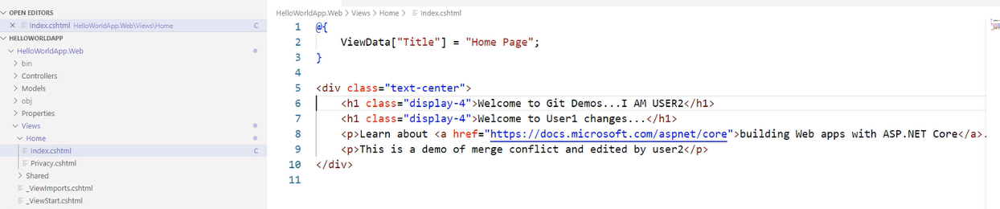 OPEN EDITORS
Index.cshtml HelloWorldApp.Web\Views\Home C
HELLOWORLDAPP
HelloWorldApp.Web
bin
Controllers
Models
obj
Properties
Views
Home
Index.cshtml C
Privacy.cshtml
Shared
_ViewImports.cshtml
_ViewStart.cshtml
HelloWorldApp.Web > Views > Home > Index.cshtml
1 @{
2 ViewData["Title"] = "Home Page";
3 }
4
5 <div class="text-center">
6 <h1 class="display-4">Welcome to Git Demos...I AM USER2</h1>
7 <h1 class="display-4">Welcome to User1 changes...</h1>
8 <p>Learn about <a href="https://docs.microsoft.com/aspnet/core">building Web apps with ASP.NET Core</a>.
9 <p>This is a demo of merge conflict and edited by user2</p>
10 </div>
11